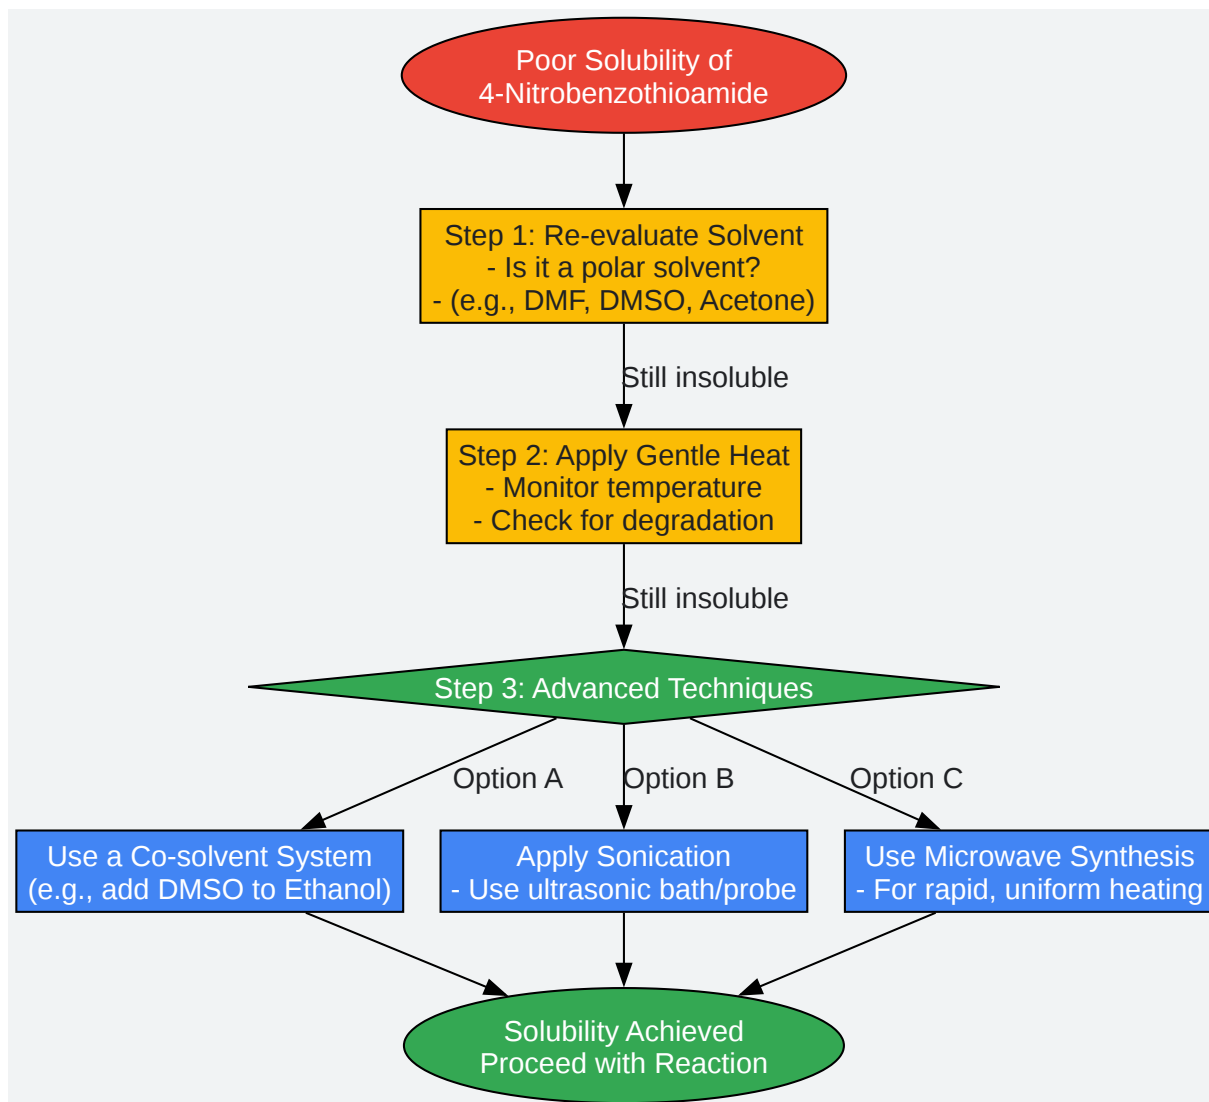 Poor Solubility of
4-Nitrobenzothioamide
Step 1: Re-evaluate Solvent
- Is it a polar solvent?
- (e.g., DMF, DMSO, Acetone)
Still insoluble
Step 2: Apply Gentle Heat
- Monitor temperature
- Check for degradation
Still insoluble
Step 3: Advanced Techniques
Option A
Option B
Option C
Use a Co-solvent System
(e.g., add DMSO to Ethanol)
Apply Sonication
- Use ultrasonic bath/probe
Use Microwave Synthesis
- For rapid, uniform heating
Solubility Achieved
Proceed with Reaction